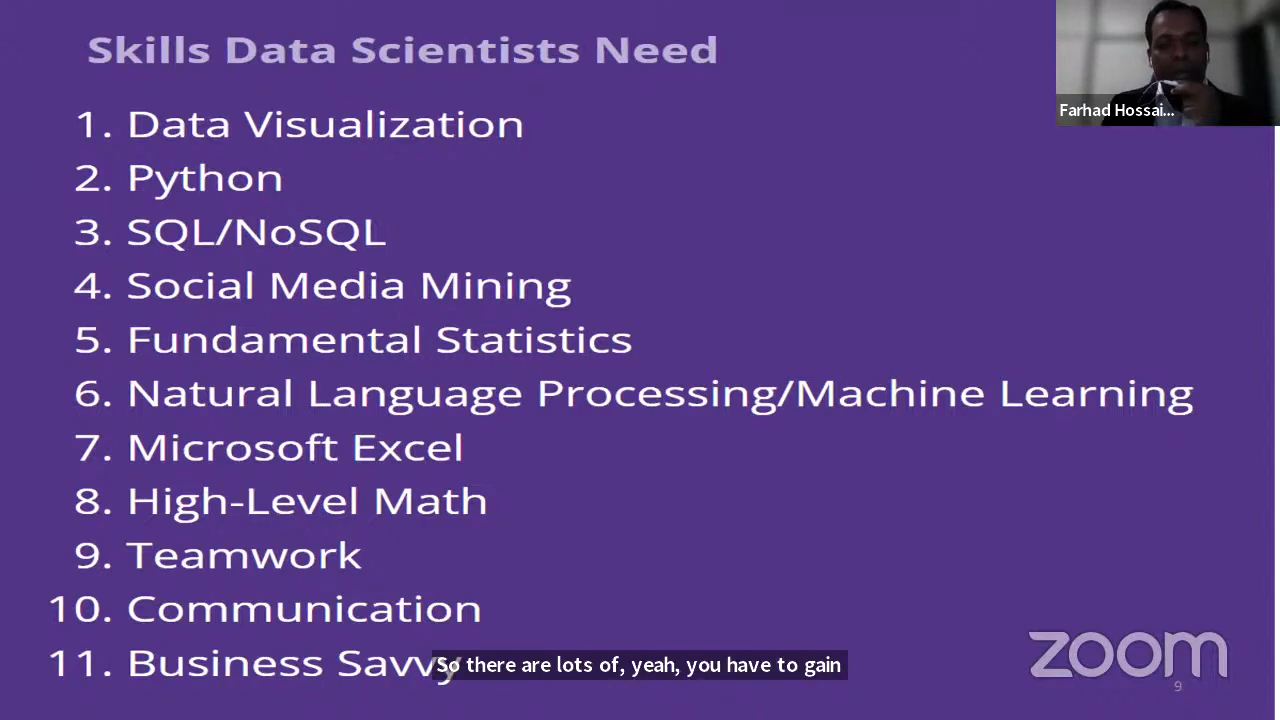 Skills Data Scientists Need
Farhad Hossai...
1. Data Visualization
2. Python
3. SQL/NoSQL
4. Social Media Mining
5. Fundamental Statistics
6. Natural Language Processing/Machine Learning
7. Microsoft Excel
8. High-Level Math
9. Teamwork
10. Communication
11. Business Savvy
So there are lots of, yeah, you have to gain
zoom
9